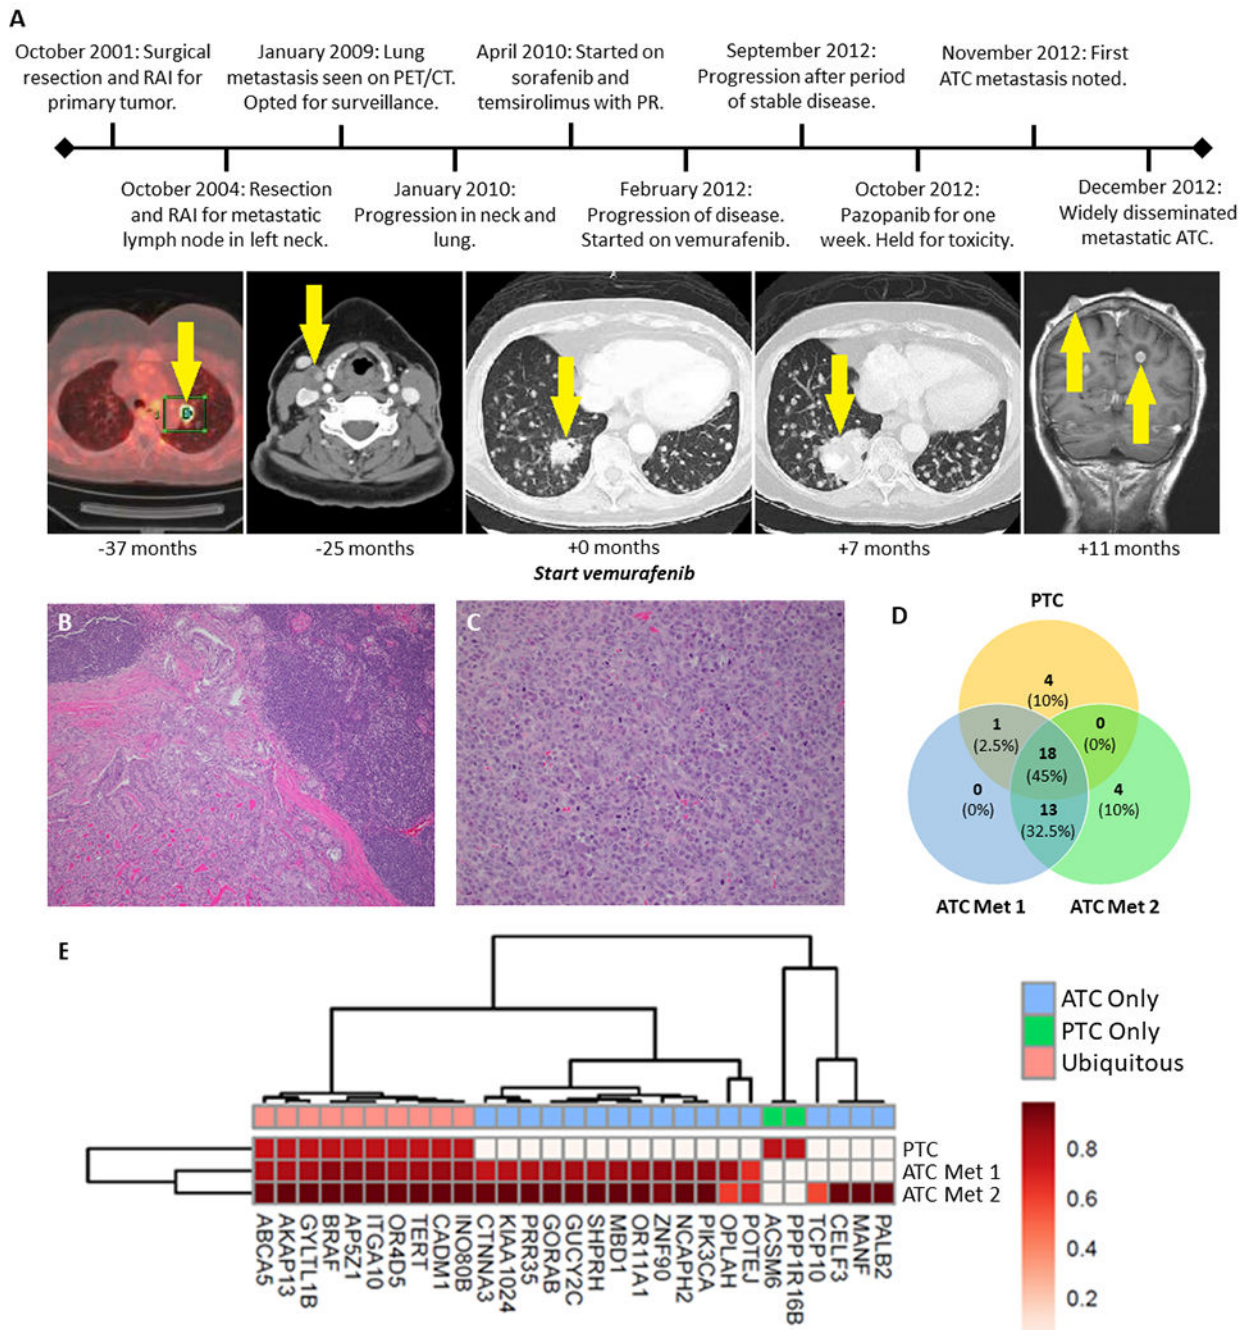 A
October 2001: Surgical
resection and RAI for
primary tumor.
January 2009: Lung
metastasis seen on PET/CT.
Opted for surveillance.
April 2010: Started on
sorafenib and
temsirolimus with PR.
September 2012:
Progression after period
of stable disease.
November 2012: First
ATC metastasis noted.
October 2004: Resection
and RAI for metastatic
lymph node in left neck.
January 2010:
Progression in neck and
lung.
February 2012:
Progression of disease.
Started on vemurafenib.
October 2012:
Pazopanib for one
week. Held for toxicity.
December 2012:
Widely disseminated
metastatic ATC.
-37 months
-25 months
+0 months
Start vemurafenib
+7 months
+11 months
B
C
D
PTC
4
(10%)
1
(2.5%)
0
(0%)
18
(45%)
0
(0%)
4
(10%)
13
(32.5%)
ATC Met 1
ATC Met 2
E
ATC Only
PTC Only
Ubiquitous
PTC
ATC Met 1
ATC Met 2
0.8
0.6
0.4
0.2
ABCA5
AKAP13
GYLTL1B
BRAF
AP5Z1
ITGA10
OR4D5
TERT
CADM1
INO80B
CTNNA3
KIAA1024
PRR35
GORAB
GUCY2C
SHPRH
MBD1
OR11A1
ZNF90
NCAPH2
PIK3CA
OPLAH
POTEJ
ACSM6
PPP1R16B
TCP10
CELF3
MANF
PALB2